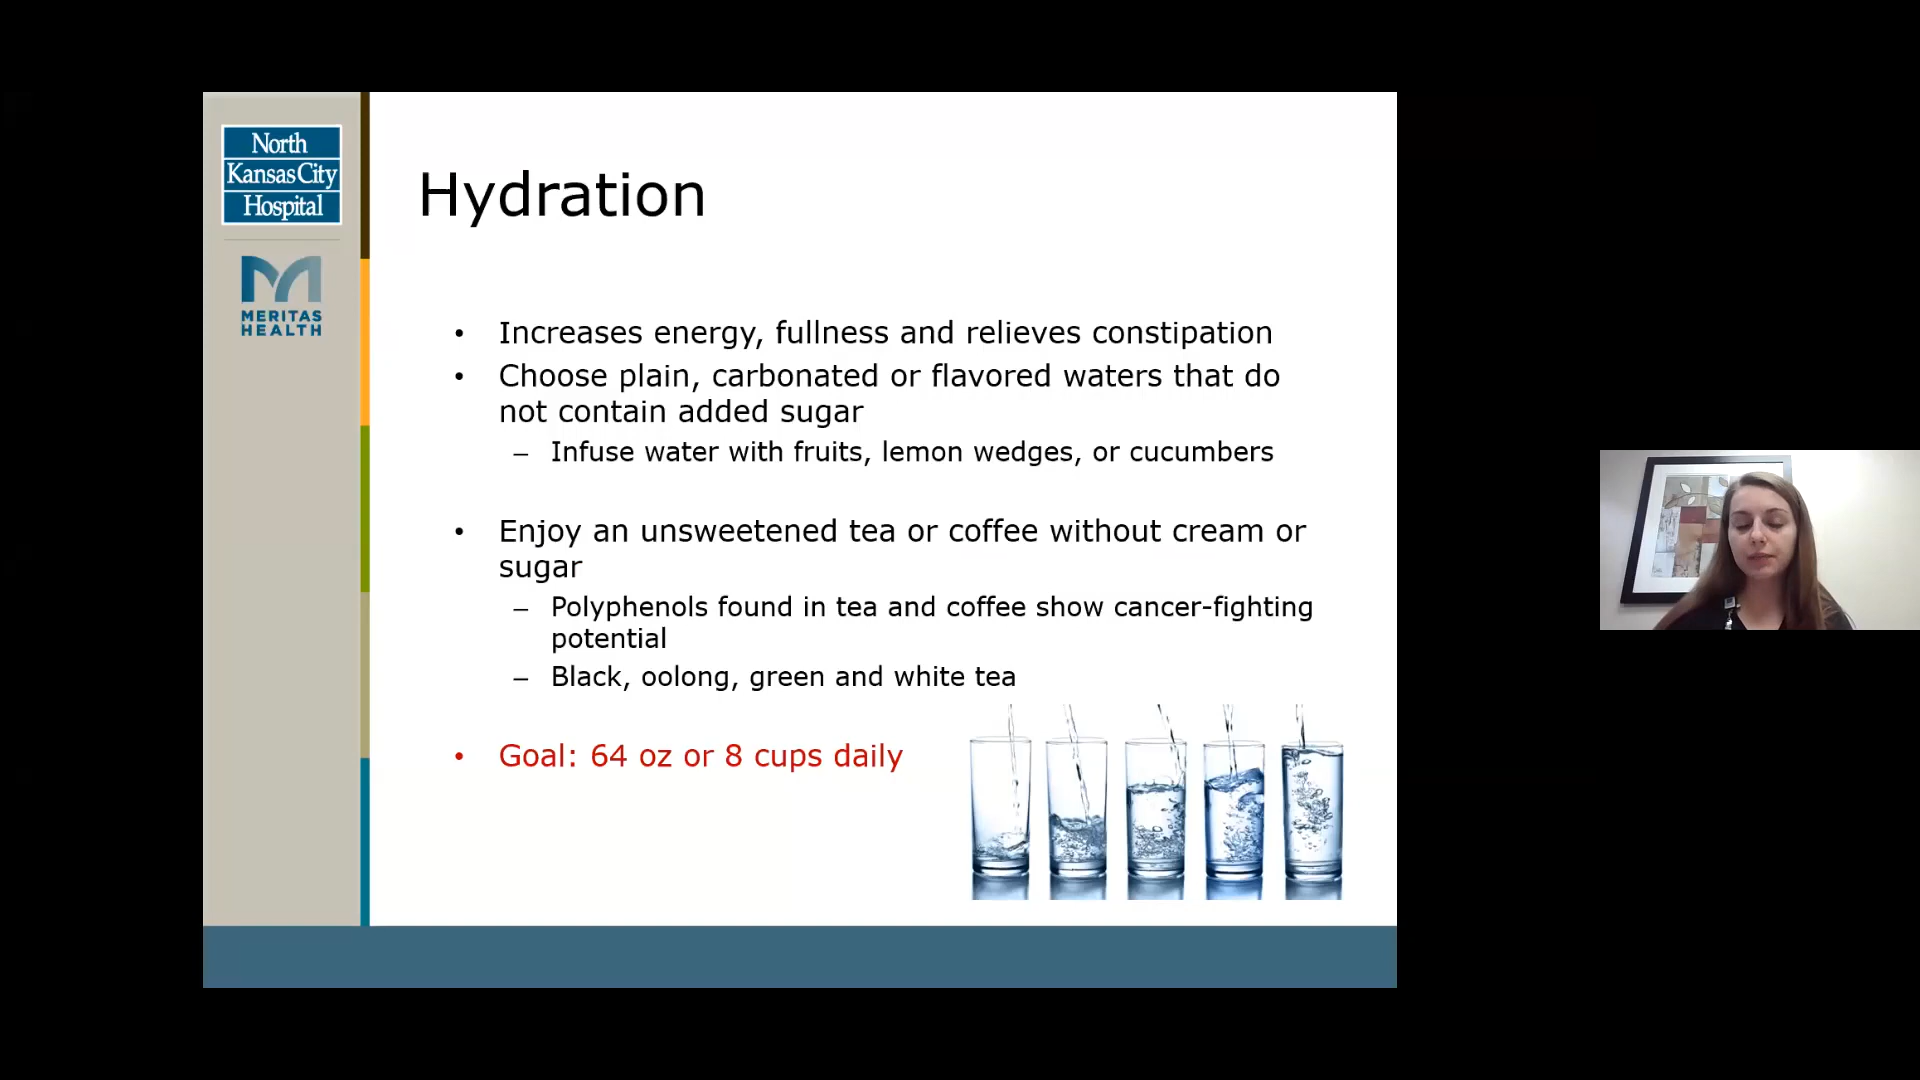 North
Kansas City
Hospital
MERITAS
HEALTH
Hydration
• Increases energy, fullness and relieves constipation
• Choose plain, carbonated or flavored waters that do
not contain added sugar
– Infuse water with fruits, lemon wedges, or cucumbers
• Enjoy an unsweetened tea or coffee without cream or
sugar
– Polyphenols found in tea and coffee show cancer-fighting
potential
– Black, oolong, green and white tea
• Goal: 64 oz or 8 cups daily